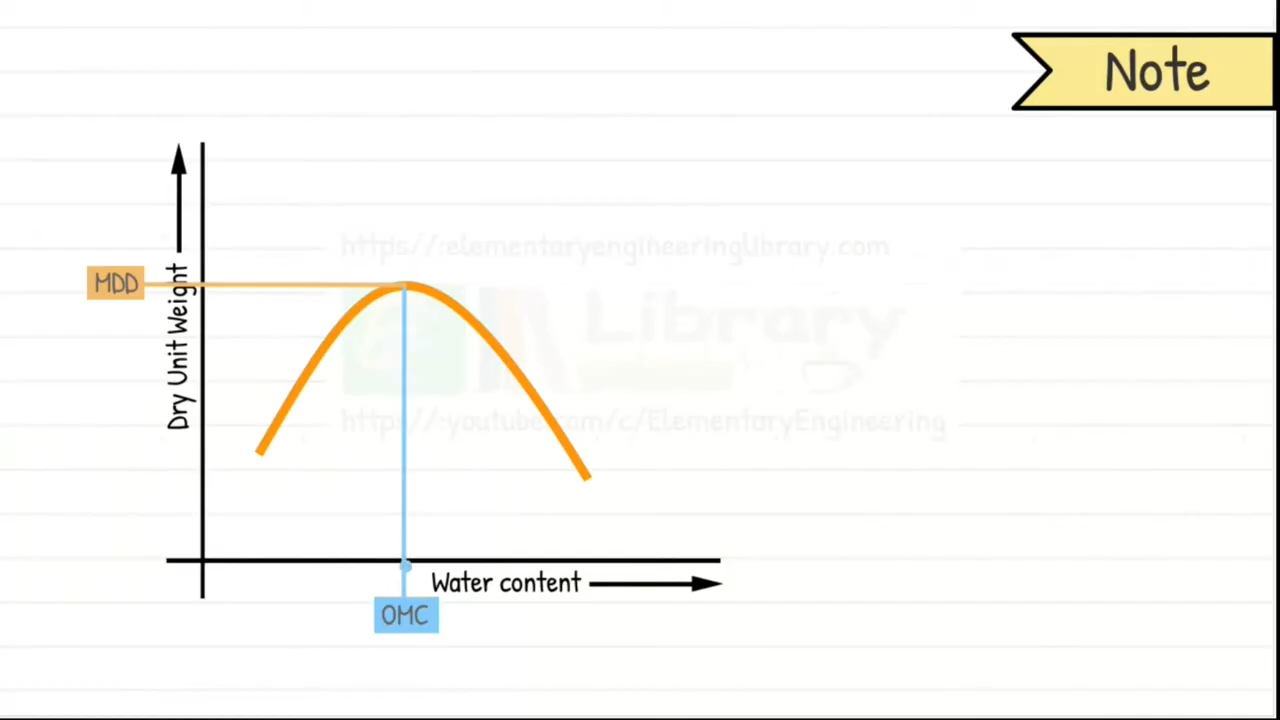 Note
https//:elementaryengineeringlibrary.com
MDD
Dry Unit Weight
Library
https//:youtube.com/c/ElementaryEngineering
Water content
OMC